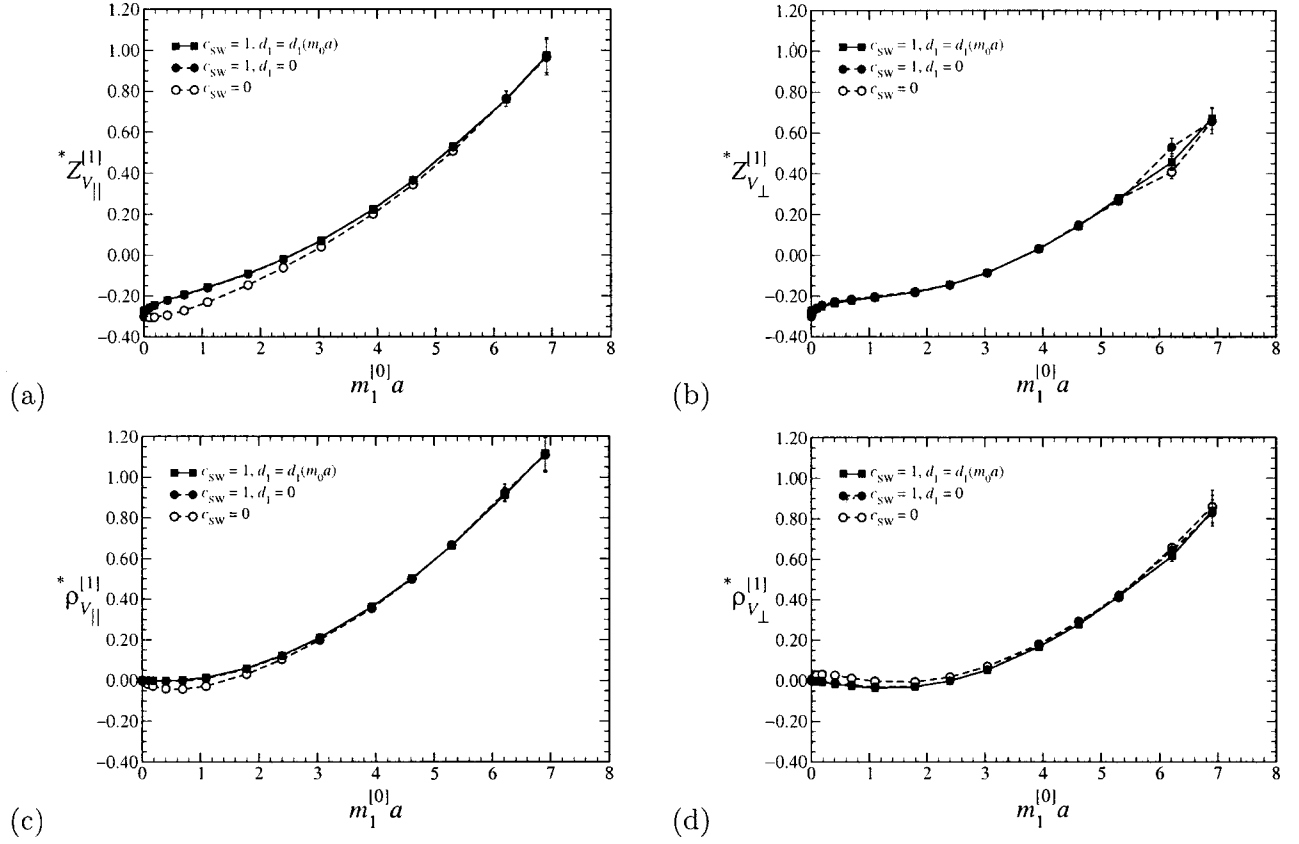 1.20
1.00
0.80
0.60
0.40
0.20
0.00
−0.20
−0.40
c_SW = 1, d_1 = d_1(m_0a)
c_SW = 1, d_1 = 0
c_SW = 0
*Z_{V_||}^{[1]}
0 1 2 3 4 5 6 7 8
m_1^{[0]} a
(a)
1.20
1.00
0.80
0.60
0.40
0.20
0.00
−0.20
−0.40
c_SW = 1, d_1 = d_1(m_0a)
c_SW = 1, d_1 = 0
c_SW = 0
*Z_{V_⊥}^{[1]}
0 1 2 3 4 5 6 7 8
m_1^{[0]} a
(b)
1.20
1.00
0.80
0.60
0.40
0.20
0.00
−0.20
−0.40
c_SW = 1, d_1 = d_1(m_0a)
c_SW = 1, d_1 = 0
c_SW = 0
*ρ_{V_||}^{[1]}
0 1 2 3 4 5 6 7 8
m_1^{[0]} a
(c)
1.20
1.00
0.80
0.60
0.40
0.20
0.00
−0.20
−0.40
c_SW = 1, d_1 = d_1(m_0a)
c_SW = 1, d_1 = 0
c_SW = 0
*ρ_{V_⊥}^{[1]}
0 1 2 3 4 5 6 7 8
m_1^{[0]} a
(d)